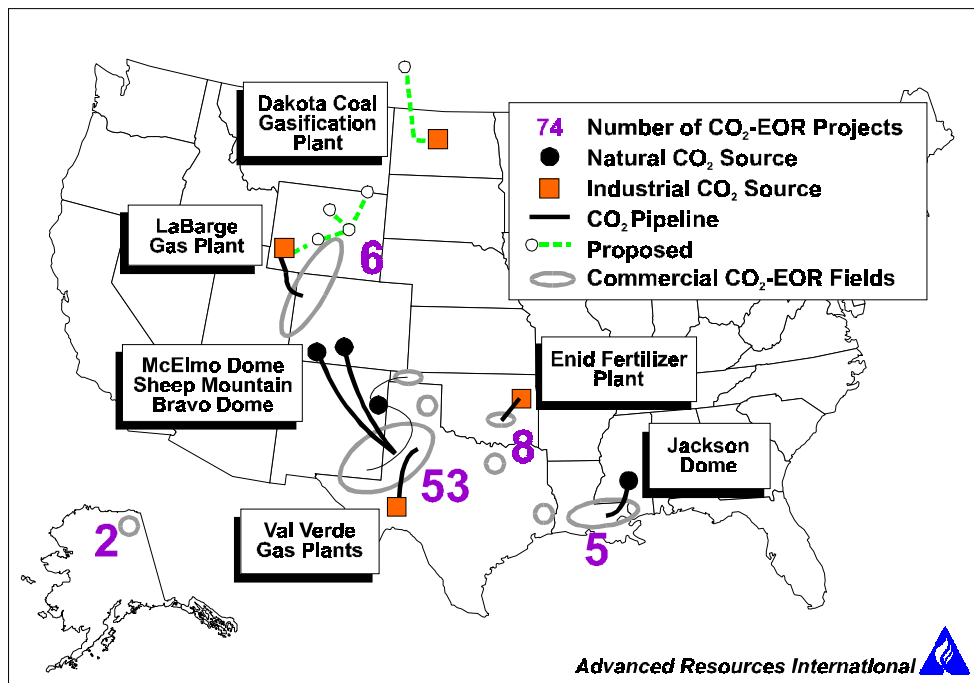 Dakota Coal
Gasification
Plant
74 Number of CO₂-EOR Projects
Natural CO₂ Source
Industrial CO₂ Source
CO₂ Pipeline
Proposed
Commercial CO₂-EOR Fields
LaBarge
Gas Plant
6
McElmo Dome
Sheep Mountain
Bravo Dome
Enid Fertilizer
Plant
8
Jackson
Dome
53
Val Verde
Gas Plants
5
2
Advanced Resources International